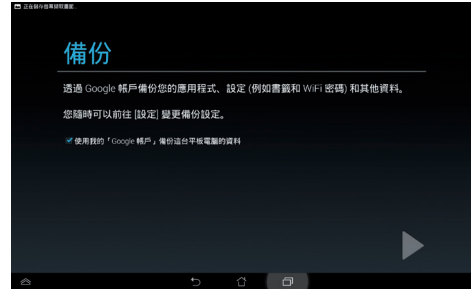 正在儲存螢幕擷取畫面...
備份
透過 Google 帳戶備份您的應用程式、設定 (例如書籤和 WiFi 密碼) 和其他資料。
您隨時可以前往 [設定] 變更備份設定。
使用我的「Google 帳戶」備份這台平板電腦的資料